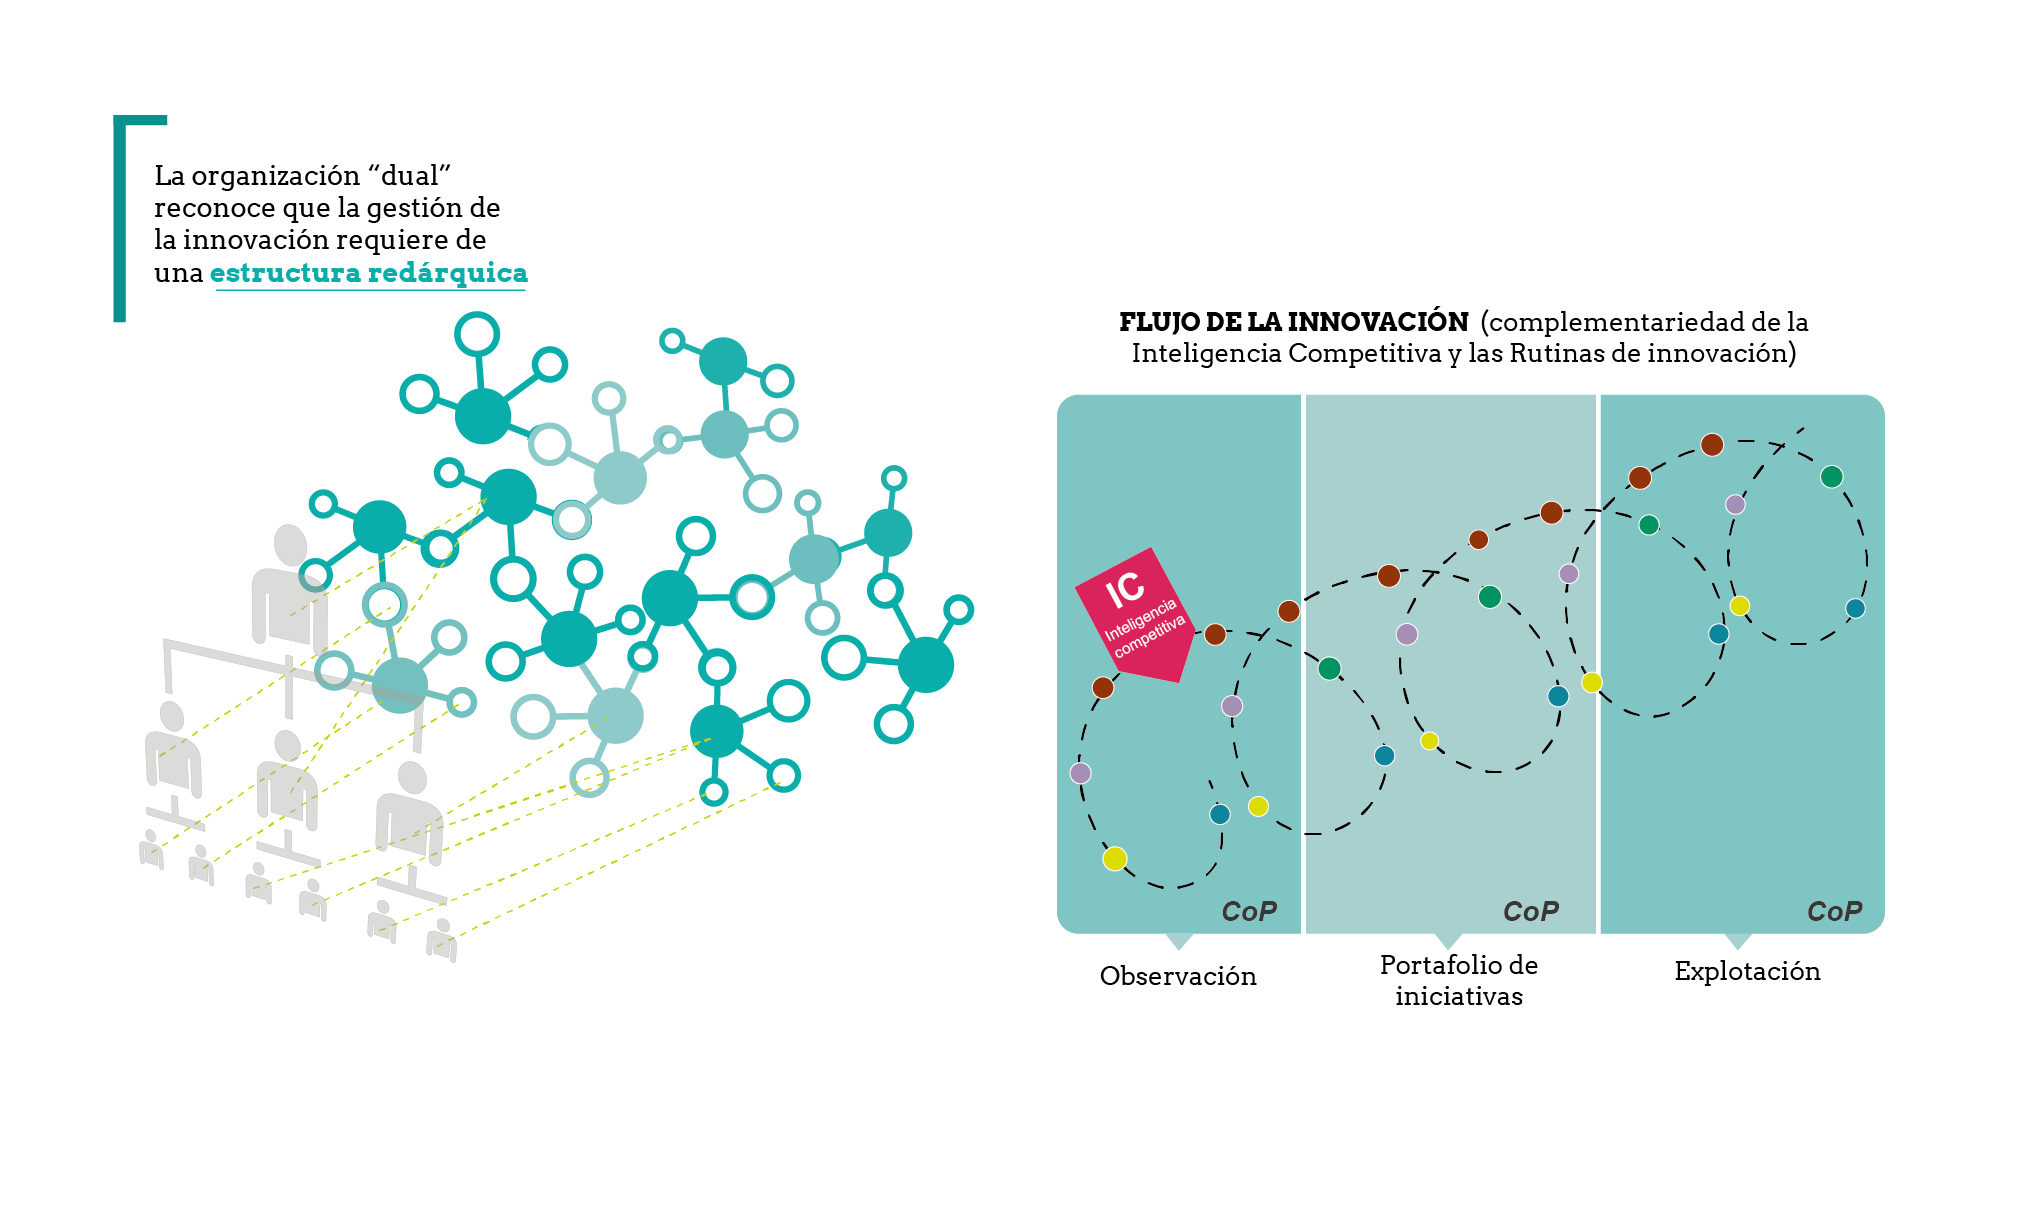 La organización “dual”
reconoce que la gestión de
la innovación requiere de
una estructura redárquica
FLUJO DE LA INNOVACIÓN (complementariedad de la
Inteligencia Competitiva y las Rutinas de innovación)
IC
Inteligencia
competitiva
CoP
CoP
CoP
Observación
Portafolio de
iniciativas
Explotación